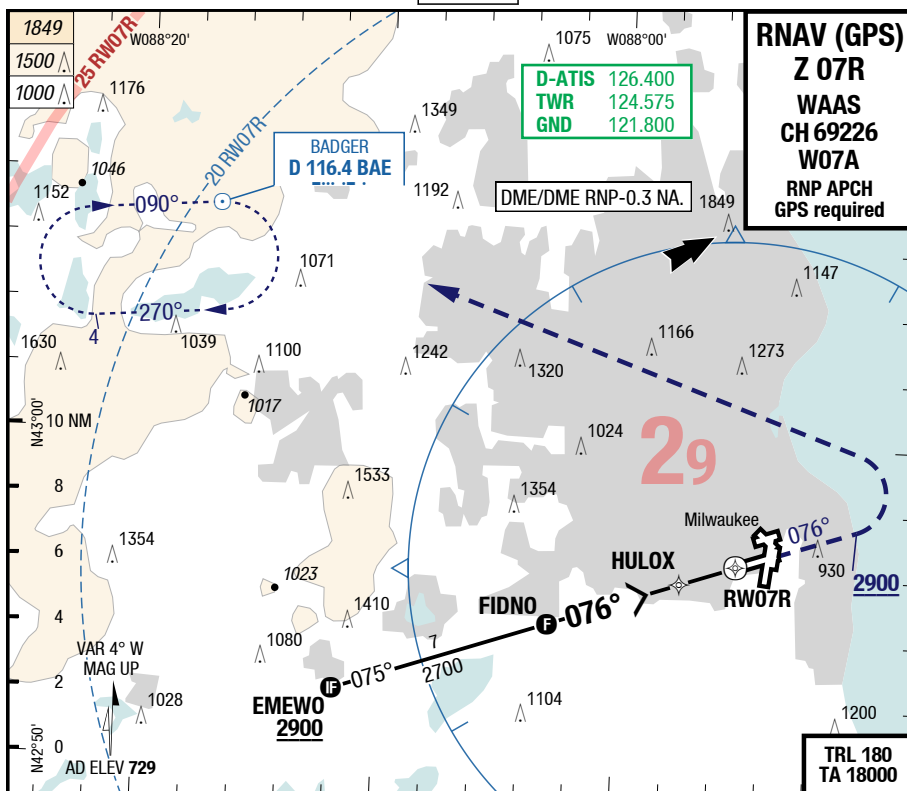 1849
1500
1000
25 RW07R
W088°20'
1176
20 RW07R
1349
1075
W088°00'
D-ATIS 126.400
TWR 124.575
GND 121.800
RNAV (GPS)
Z 07R
WAAS
CH 69226
W07A
RNP APCH
GPS required
BADGER
D 116.4 BAE
1046
1152
090°
1192
DME/DME RNP-0.3 NA.
1849
1071
1147
270°
4
1630
1039
1100
1242
1320
1166
1273
1017
N43°00'
10 NM
1024
29
8
1533
1354
Milwaukee
076°
6
1354
HULOX
930
2900
1023
RW07R
4
1410
FIDNO
F
076°
VAR 4° W
MAG UP
1080
7
2700
075°
IF
EMEWO
2900
2
1028
1104
1200
N42°50'
0
AD ELEV 729
TRL 180
TA 18000